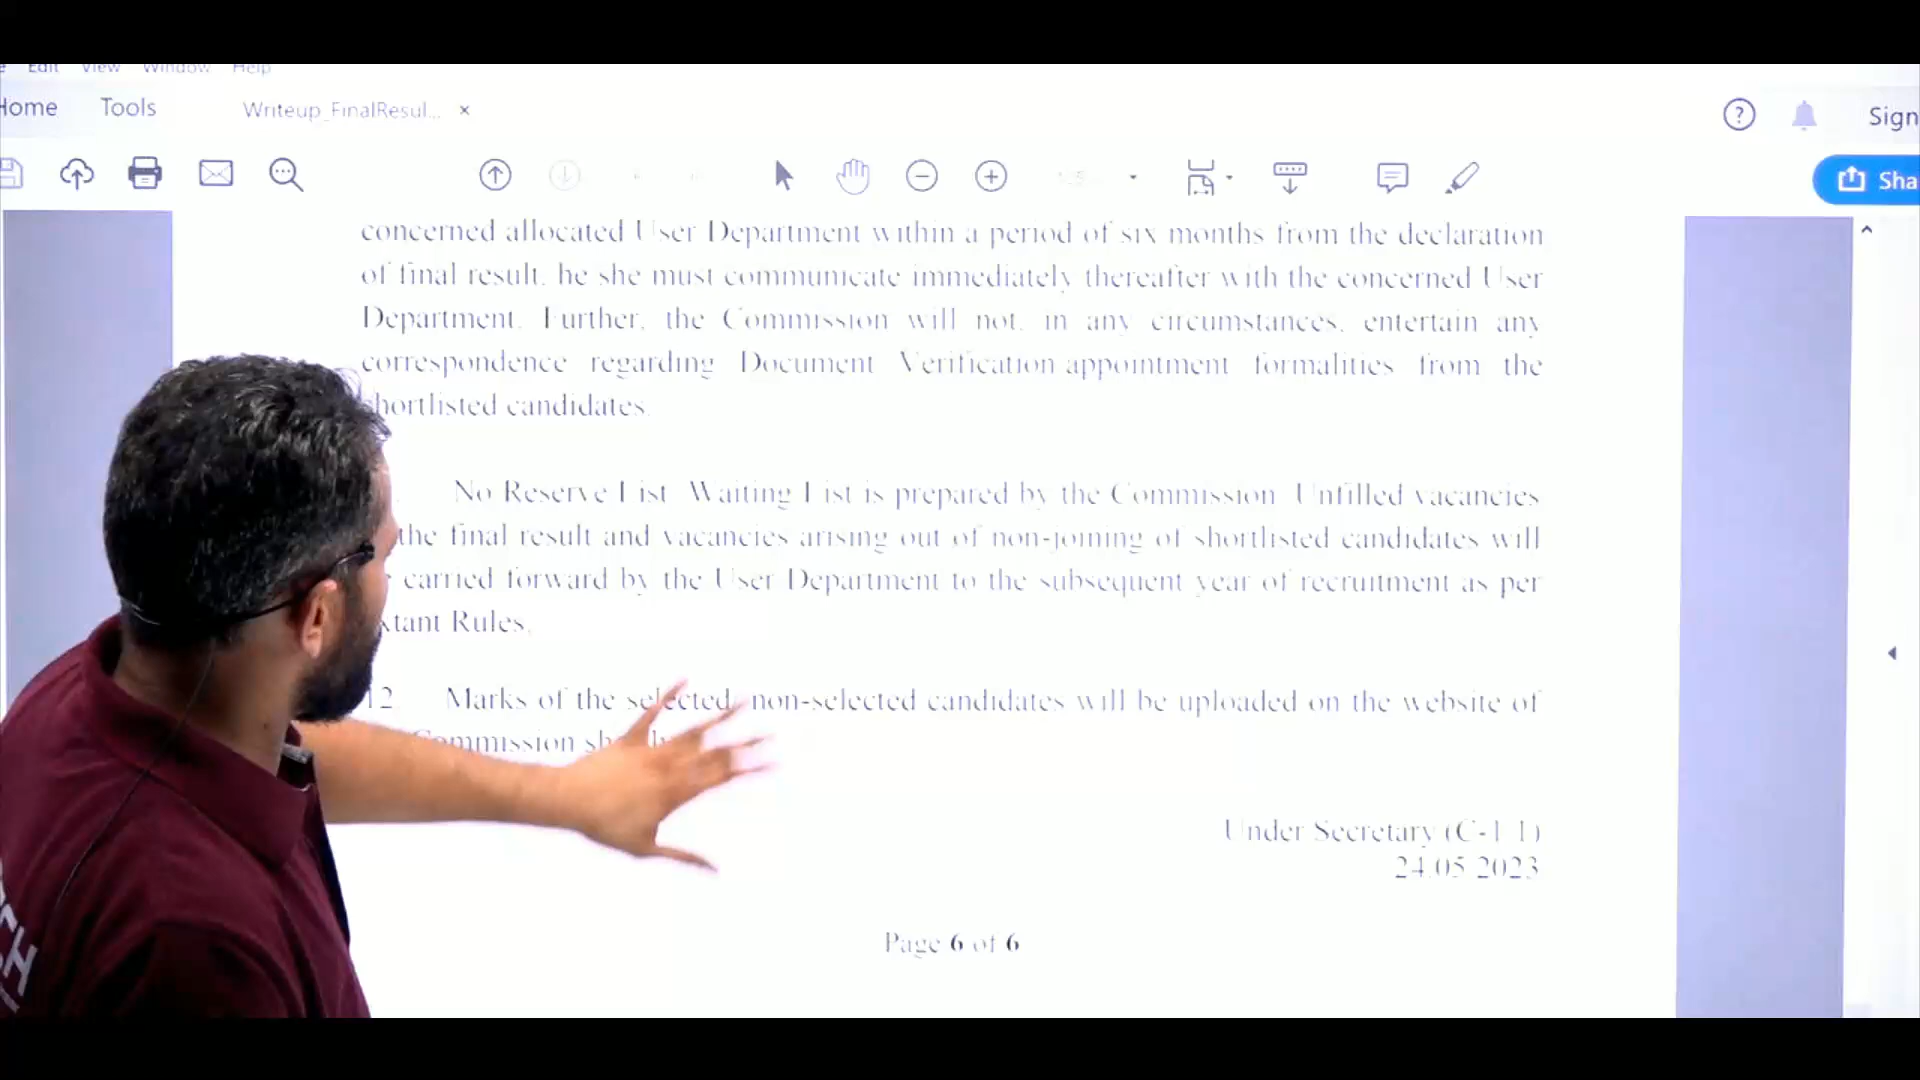 Edit View Window Help
Home Tools Writeup_FinalResul... ×
Sign
Sha
concerned allocated User Department within a period of six months from the declaration
of final result, he she must communicate immediately thereafter with the concerned User
Department. Further, the Commission will not, in any circumstances, entertain any
correspondence regarding Document Verification appointment formalities from the
shortlisted candidates.
No Reserve List Waiting List is prepared by the Commission Unfilled vacancies
the final result and vacancies arising out of non-joining of shortlisted candidates will
carried forward by the User Department to the subsequent year of recruitment as per
xtant Rules.
12. Marks of the selected non-selected candidates will be uploaded on the website of
Commission
Under Secretary (C-1 1)
24.05.2023
Page 6 of 6
CH